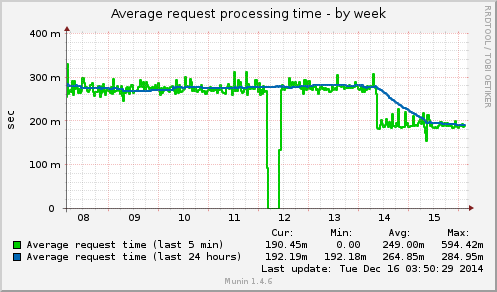 Average request processing time - by week
RRDTOOL / TOBI OETIKER
400 m
300 m
200 m
100 m
0
sec
08 09 10 11 12 13 14 15
Cur: Min: Avg: Max:
Average request time (last 5 min) 190.45m 0.00 249.00m 594.42m
Average request time (last 24 hours) 192.19m 192.18m 264.85m 284.95m
Last update: Tue Dec 16 03:50:29 2014
Munin 1.4.6